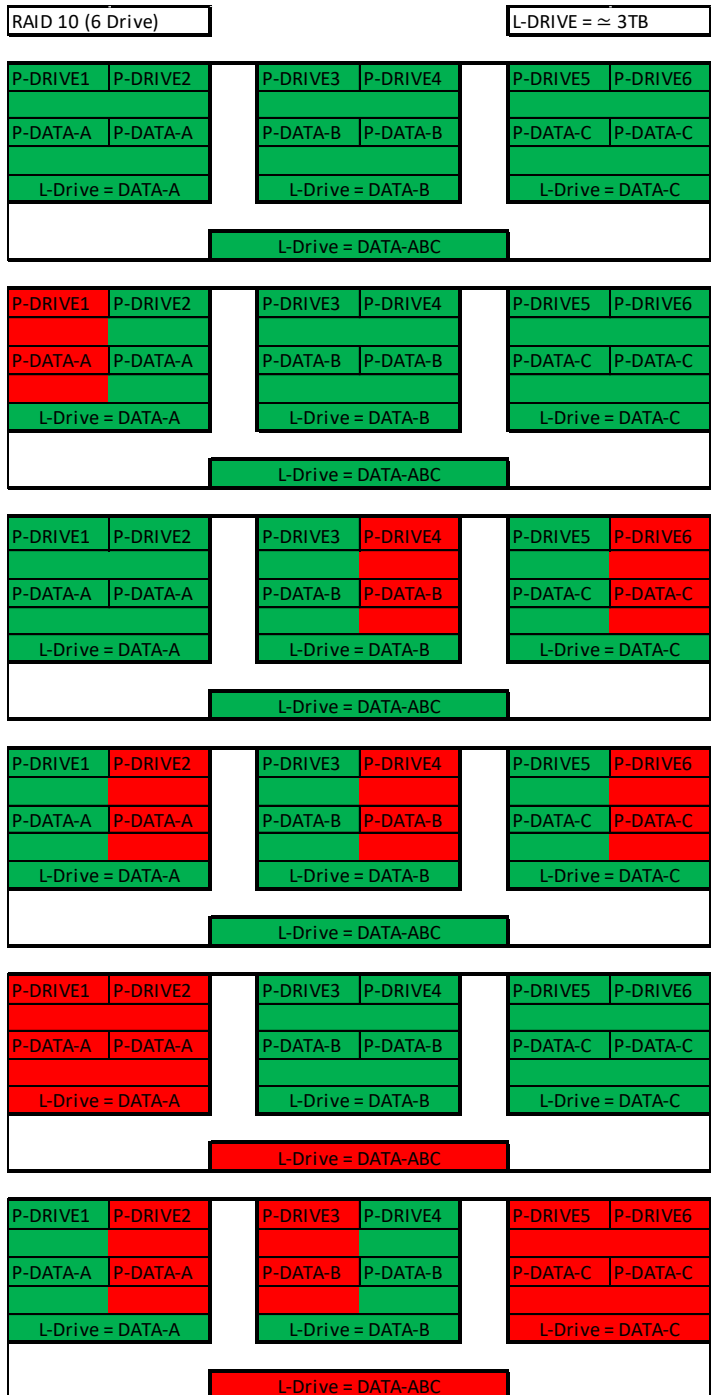 RAID 10 (6 Drive) L-DRIVE = ≃ 3TB
P-DRIVE1 P-DRIVE2 P-DRIVE3 P-DRIVE4 P-DRIVE5 P-DRIVE6
P-DATA-A P-DATA-A P-DATA-B P-DATA-B P-DATA-C P-DATA-C
L-Drive = DATA-A L-Drive = DATA-B L-Drive = DATA-C
L-Drive = DATA-ABC
P-DRIVE1 P-DRIVE2 P-DRIVE3 P-DRIVE4 P-DRIVE5 P-DRIVE6
P-DATA-A P-DATA-A P-DATA-B P-DATA-B P-DATA-C P-DATA-C
L-Drive = DATA-A L-Drive = DATA-B L-Drive = DATA-C
L-Drive = DATA-ABC
P-DRIVE1 P-DRIVE2 P-DRIVE3 P-DRIVE4 P-DRIVE5 P-DRIVE6
P-DATA-A P-DATA-A P-DATA-B P-DATA-B P-DATA-C P-DATA-C
L-Drive = DATA-A L-Drive = DATA-B L-Drive = DATA-C
L-Drive = DATA-ABC
P-DRIVE1 P-DRIVE2 P-DRIVE3 P-DRIVE4 P-DRIVE5 P-DRIVE6
P-DATA-A P-DATA-A P-DATA-B P-DATA-B P-DATA-C P-DATA-C
L-Drive = DATA-A L-Drive = DATA-B L-Drive = DATA-C
L-Drive = DATA-ABC
P-DRIVE1 P-DRIVE2 P-DRIVE3 P-DRIVE4 P-DRIVE5 P-DRIVE6
P-DATA-A P-DATA-A P-DATA-B P-DATA-B P-DATA-C P-DATA-C
L-Drive = DATA-A L-Drive = DATA-B L-Drive = DATA-C
L-Drive = DATA-ABC
P-DRIVE1 P-DRIVE2 P-DRIVE3 P-DRIVE4 P-DRIVE5 P-DRIVE6
P-DATA-A P-DATA-A P-DATA-B P-DATA-B P-DATA-C P-DATA-C
L-Drive = DATA-A L-Drive = DATA-B L-Drive = DATA-C
L-Drive = DATA-ABC